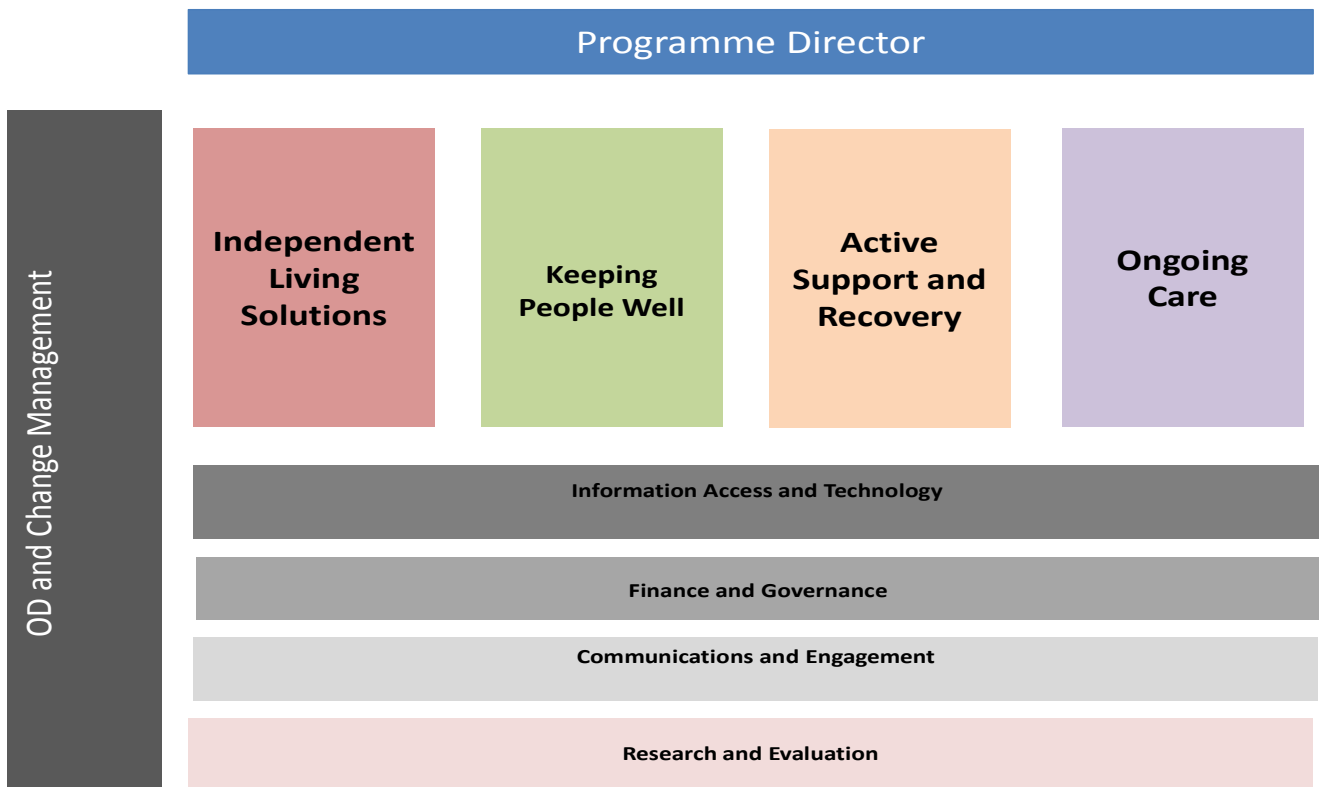 Programme Director
OD and Change Management
Independent
Living
Solutions
Keeping
People Well
Active
Support and
Recovery
Ongoing
Care
Information Access and Technology
Finance and Governance
Communications and Engagement
Research and Evaluation